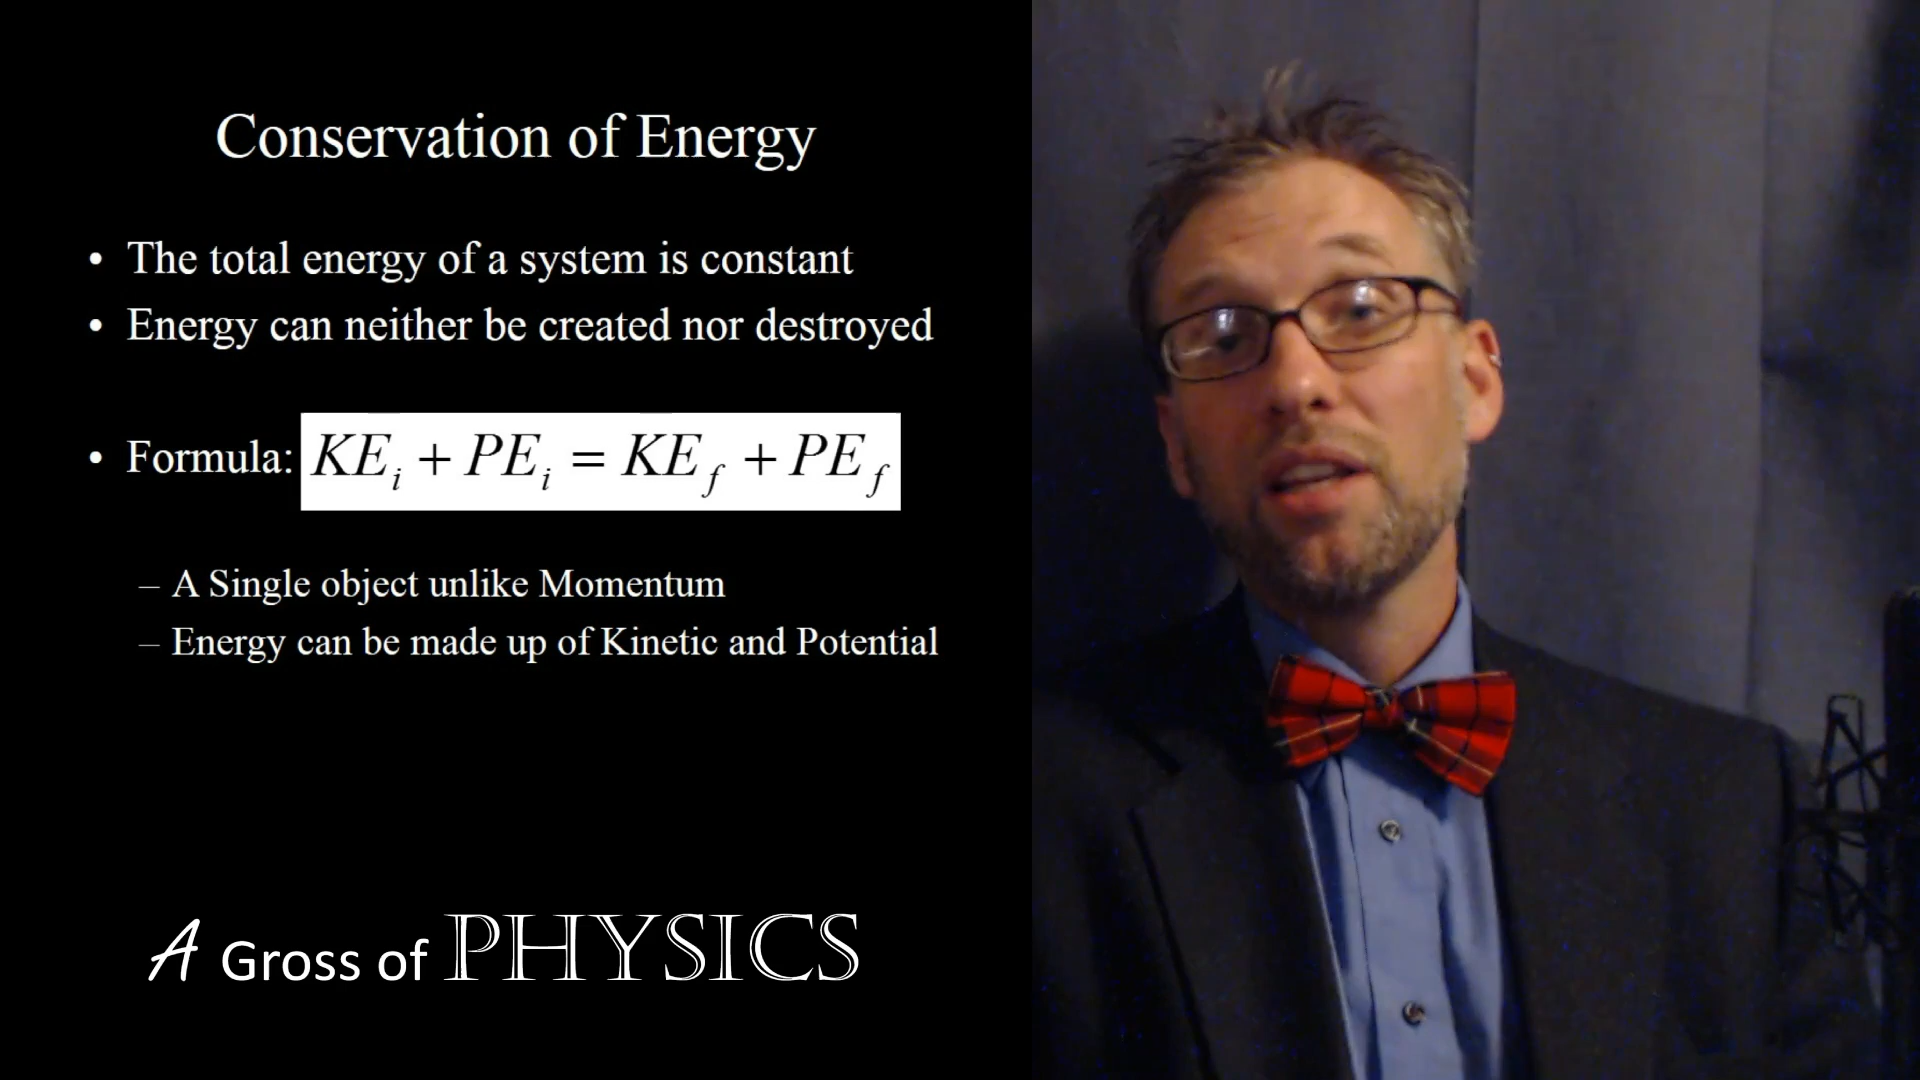 Conservation of Energy
• The total energy of a system is constant
• Energy can neither be created nor destroyed
• Formula: KE_i + PE_i = KE_f + PE_f
– A Single object unlike Momentum
– Energy can be made up of Kinetic and Potential
A Gross of PHYSICS